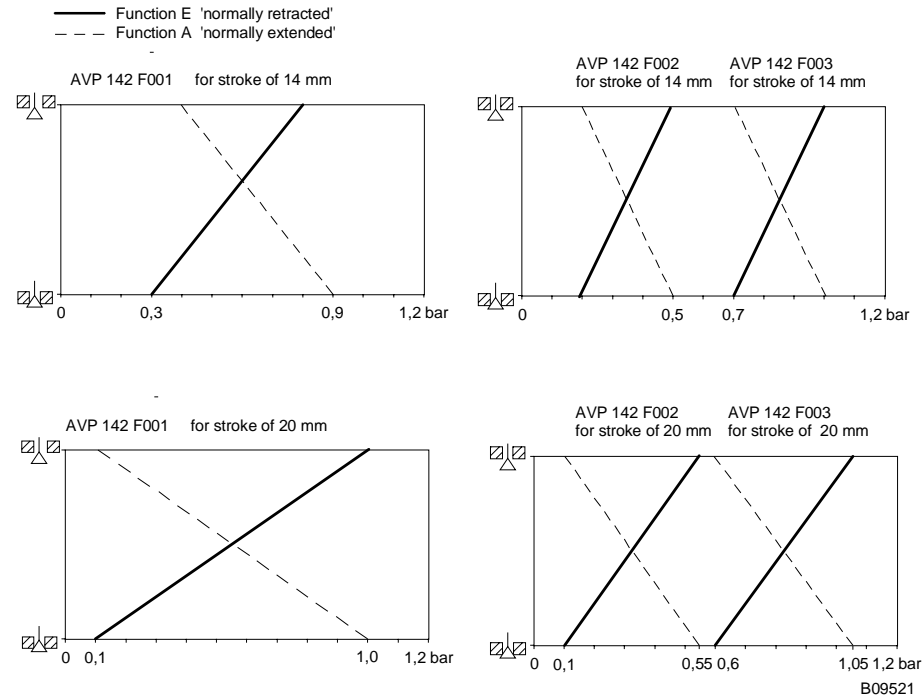 Function E 'normally retracted'
Function A 'normally extended'
AVP 142 F001 for stroke of 14 mm
0 0,3 0,9 1,2 bar
AVP 142 F002 AVP 142 F003
for stroke of 14 mm for stroke of 14 mm
0 0,5 0,7 1,2 bar
AVP 142 F001 for stroke of 20 mm
0 0,1 1,0 1,2 bar
AVP 142 F002 AVP 142 F003
for stroke of 20 mm for stroke of 20 mm
0 0,1 0,55 0,6 1,05 1,2 bar
B09521